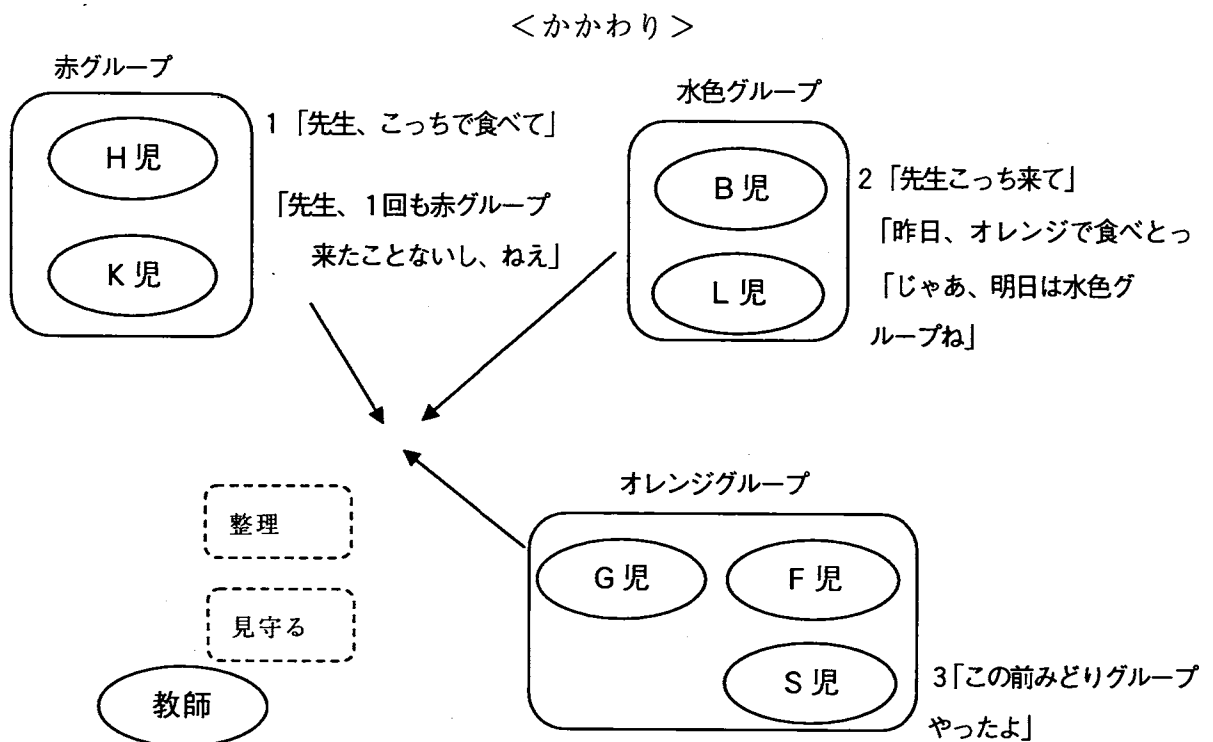 ＜かかわり＞
赤グループ
H児
K児
1「先生、こっちで食べて」
「先生、1回も赤グループ
来たことないし、ねえ」
水色グループ
B児
L児
2「先生こっち来て」
「昨日、オレンジで食べとっ
「じゃあ、明日は水色グ
ループね」
整理
見守る
教師
オレンジグループ
G児
F児
S児
3「この前みどりグループ
やったよ」